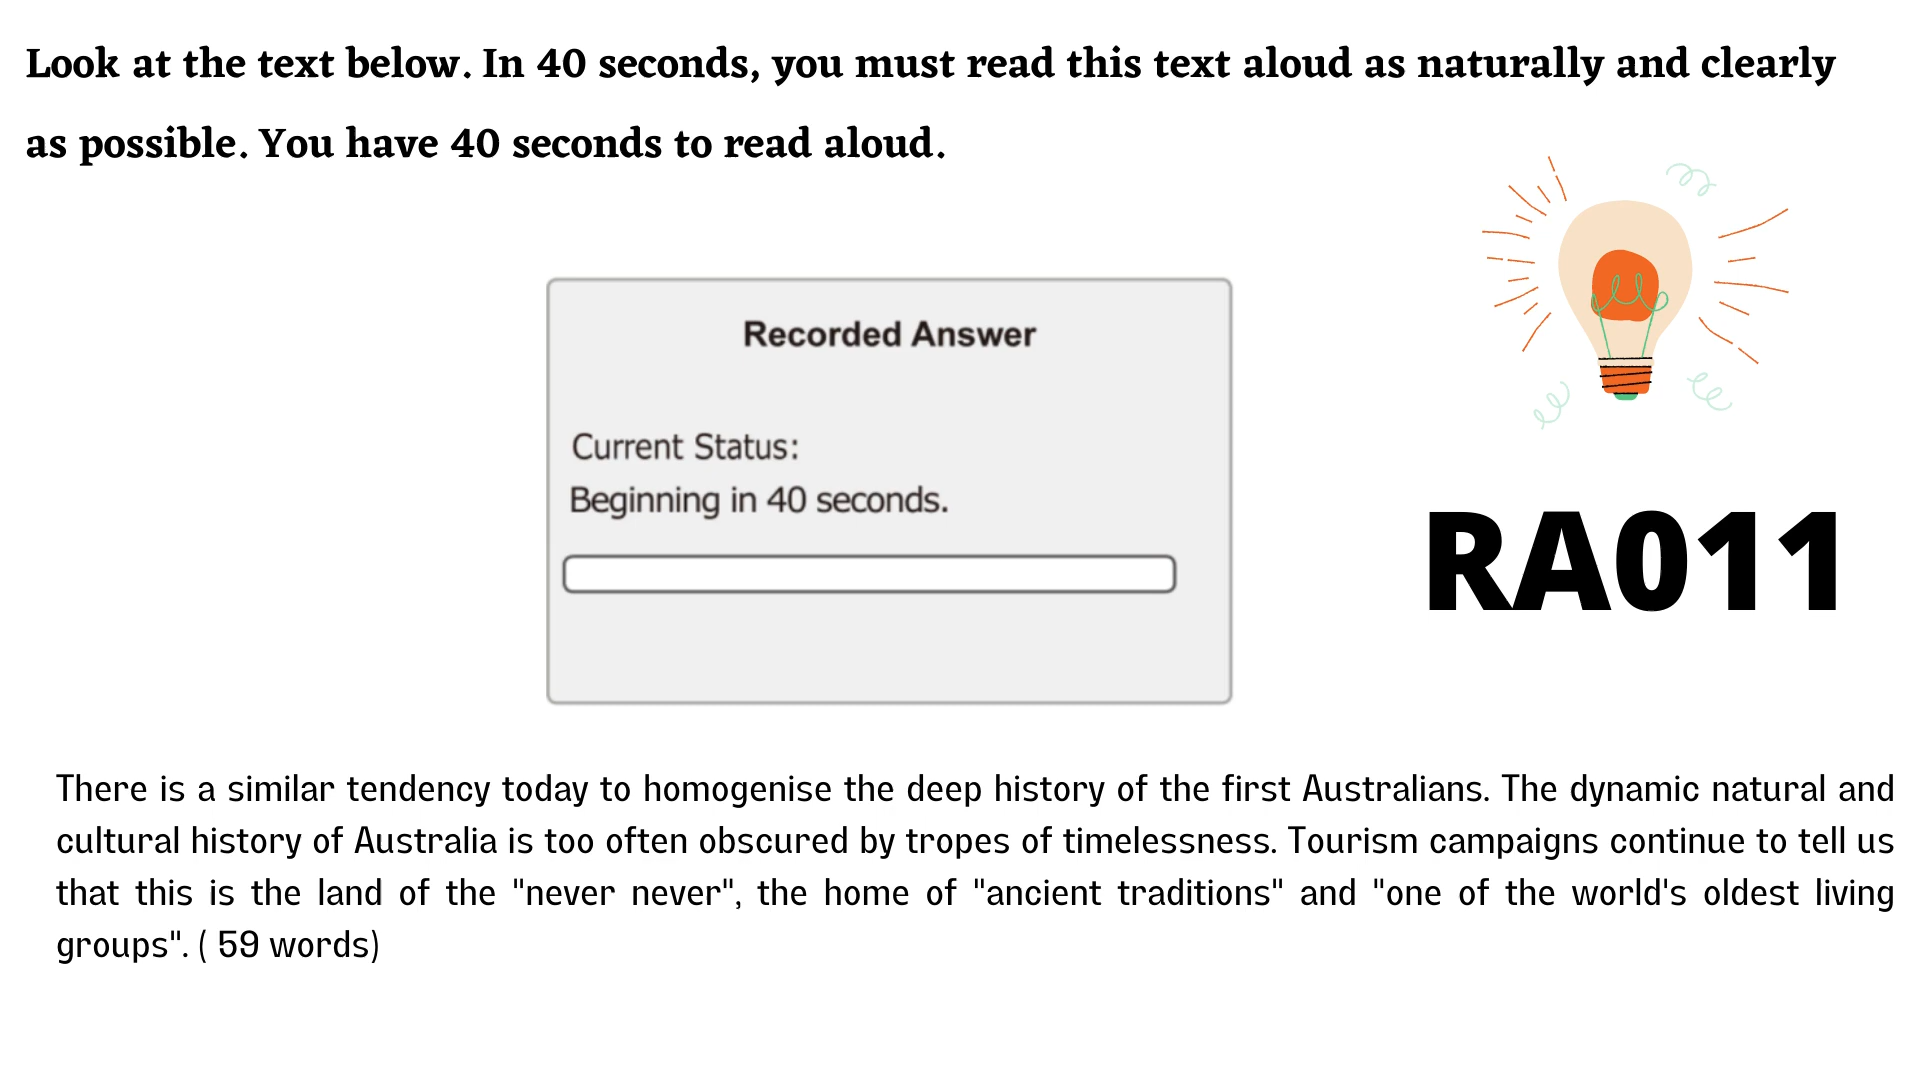 Look at the text below. In 40 seconds, you must read this text aloud as naturally and clearly
as possible. You have 40 seconds to read aloud.
Recorded Answer
Current Status:
Beginning in 40 seconds.
RA011
There is a similar tendency today to homogenise the deep history of the first Australians. The dynamic natural and
cultural history of Australia is too often obscured by tropes of timelessness. Tourism campaigns continue to tell us
that this is the land of the "never never", the home of "ancient traditions" and "one of the world's oldest living
groups". ( 59 words)